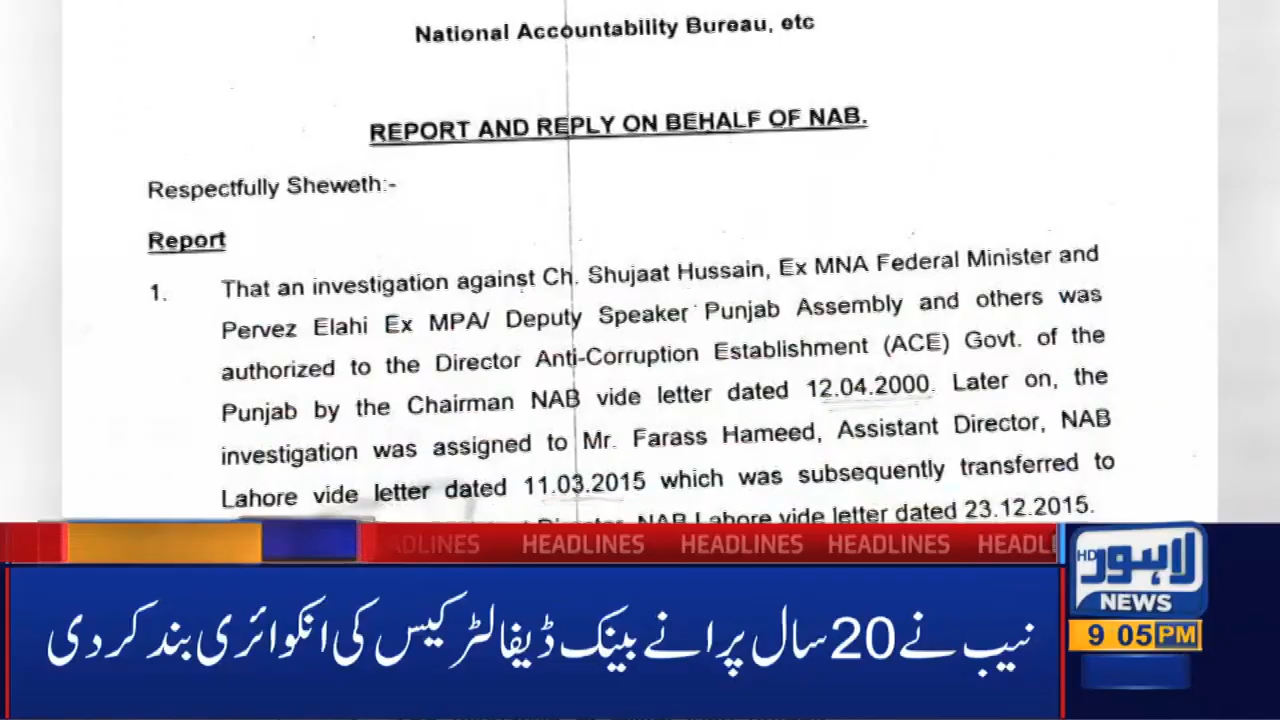 National Accountability Bureau, etc
REPORT AND REPLY ON BEHALF OF NAB.
Respectfully Sheweth:-
Report
1. That an investigation against Ch. Shujaat Hussain, Ex MNA Federal Minister and
Pervez Elahi Ex MPA/ Deputy Speaker Punjab Assembly and others was
authorized to the Director Anti-Corruption Establishment (ACE) Govt. of the
Punjab by the Chairman NAB vide letter dated 12.04.2000. Later on, the
investigation was assigned to Mr. Farass Hameed, Assistant Director, NAB
Lahore vide letter dated 11.03.2015 which was subsequently transferred to
Director, NAB Lahore vide letter dated 23.12.2015.
HEADLINES HEADLINES HEADLINES
نیب نے 20 سال پرانے بینک ڈیفالٹر کیس کی انکوائری بند کر دی
لاہور HD
NEWS
9 05 PM